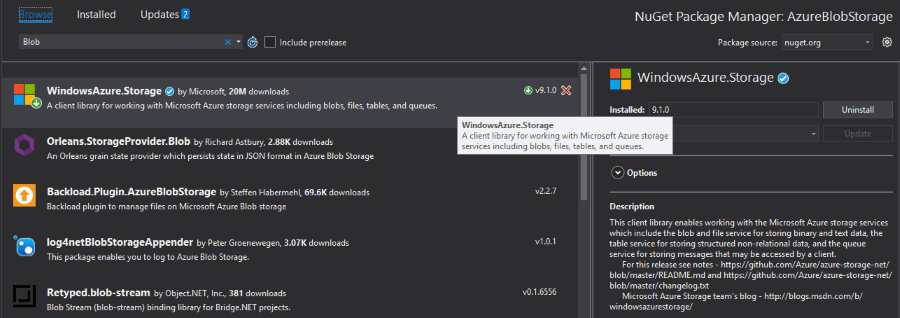 Browse Installed Updates 2 NuGet Package Manager: AzureBlobStorage
Blob Include prerelease Package source: nuget.org
WindowsAzure.Storage by Microsoft, 20M downloads v9.1.0
A client library for working with Microsoft Azure storage services including blobs, files, tables, and queues.
Orleans.StorageProvider.Blob by Richard Astbury, 2.88K downloads
An Orleans grain state provider which persists state in JSON format in Azure Blob Storage
Backload.Plugin.AzureBlobStorage by Steffen Habermehl, 69.6K downloads v2.2.7
Backload plugin to manage files on Microsoft Azure Blob storage
log4netBlobStorageAppender by Peter Groenewegen, 3.07K downloads v1.0.1
This package enables you to log to Azure Blob Storage.
Retyped.blob-stream by Object.NET, Inc., 381 downloads v0.1.6556
Blob Stream (blob-stream) binding library for Bridge.NET projects.
WindowsAzure.Storage
A client library for working with Microsoft Azure storage
services including blobs, files, tables, and queues.
WindowsAzure.Storage
Installed: 9.1.0 Uninstall
Update
Options
Description
This client library enables working with the Microsoft Azure storage services
which include the blob and file service for storing binary and text data, the
table service for storing structured non-relational data, and the queue
service for storing messages that may be accessed by a client.
For this release see notes - https://github.com/Azure/azure-storage-net/
blob/master/README.md and https://github.com/Azure/azure-storage-net/
blob/master/changelog.txt
Microsoft Azure Storage team's blog - http://blogs.msdn.com/b/
windowsazurestorage/